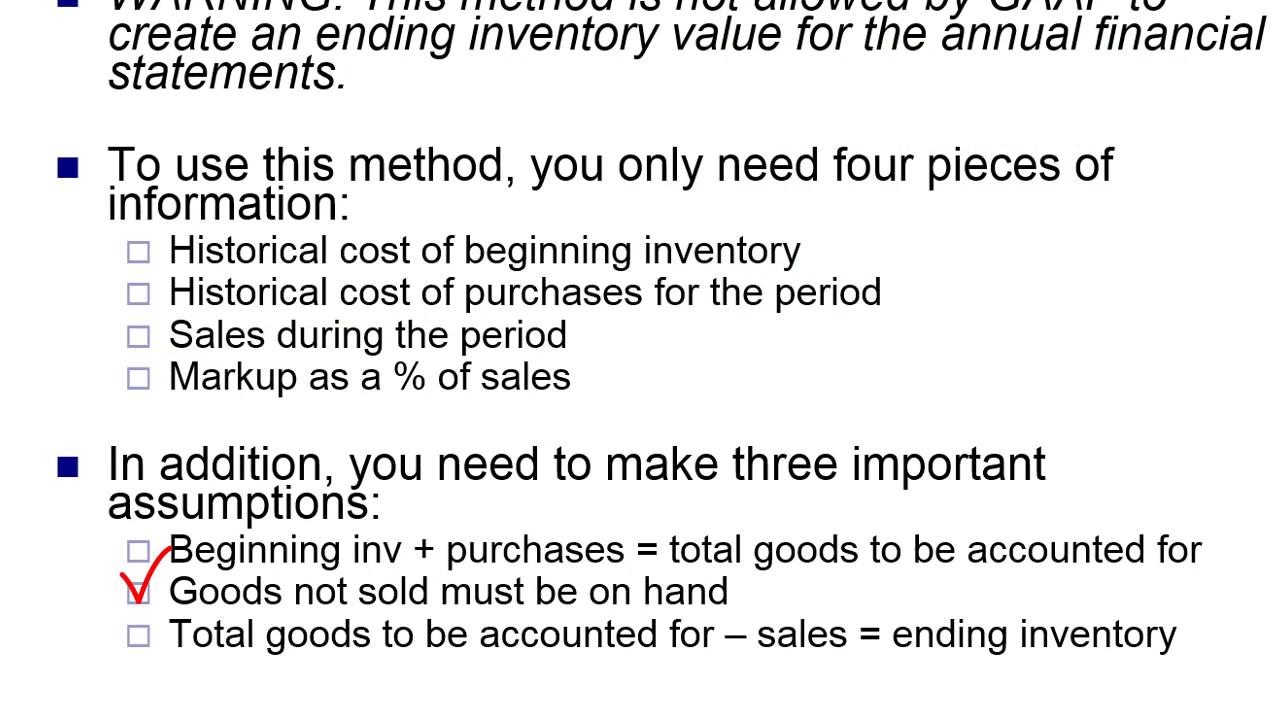 WARNING: This method is not allowed by GAAP to
create an ending inventory value for the annual financial
statements.
To use this method, you only need four pieces of
information:
Historical cost of beginning inventory
Historical cost of purchases for the period
Sales during the period
Markup as a % of sales
In addition, you need to make three important
assumptions:
Beginning inv + purchases = total goods to be accounted for
Goods not sold must be on hand
Total goods to be accounted for – sales = ending inventory